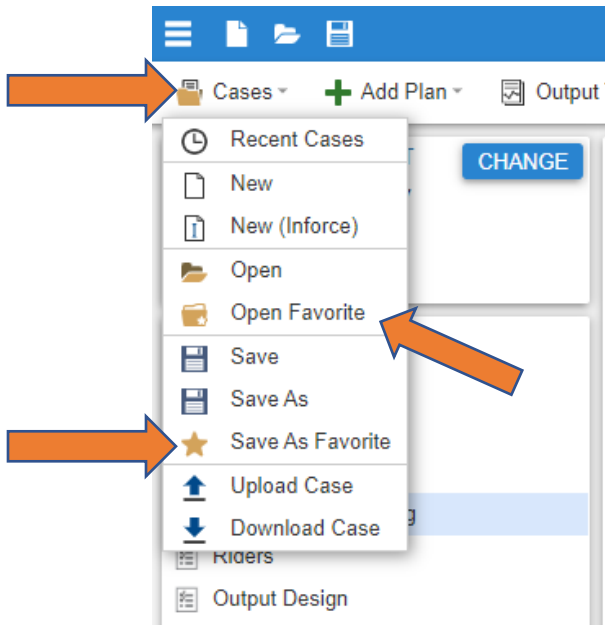 Cases
Add Plan
Output
CHANGE
Recent Cases
New
New (Inforce)
Open
Open Favorite
Save
Save As
Save As Favorite
Upload Case
Download Case
Riders
Output Design